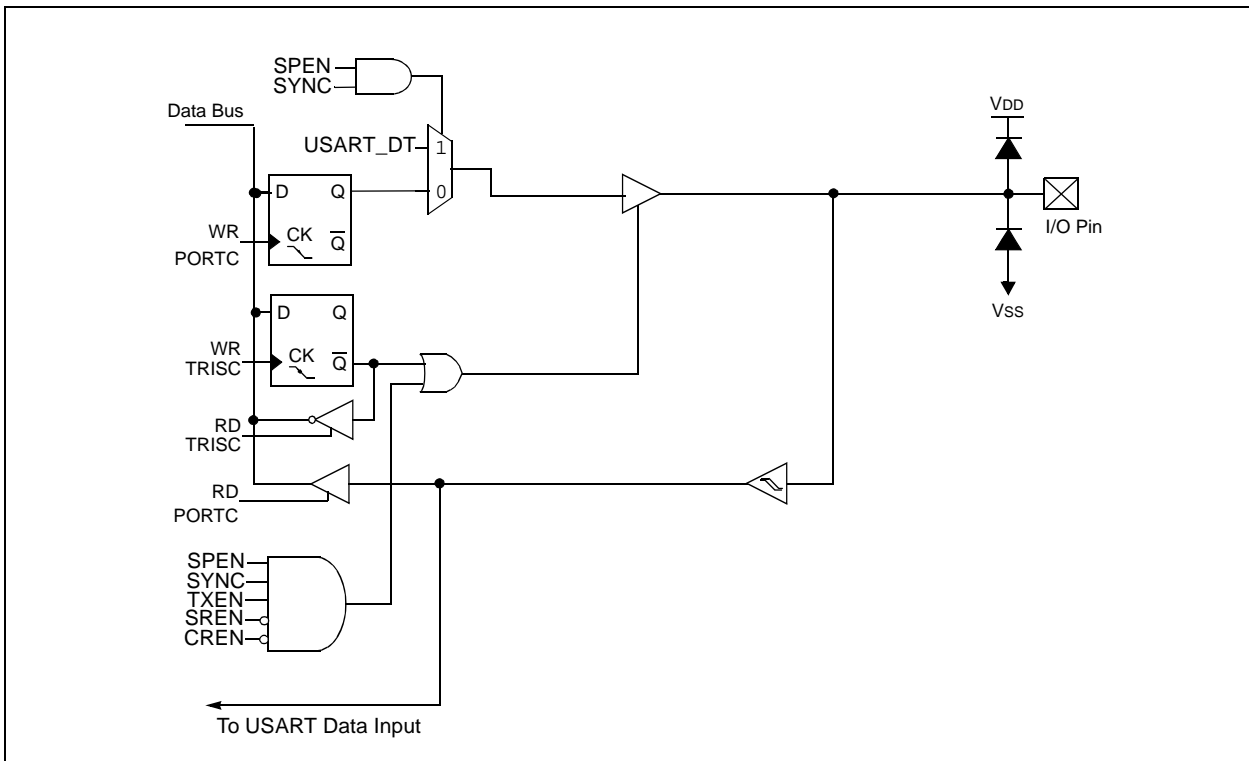 SPEN
SYNC
Data Bus
VDD
USART_DT
1
D
Q
0
I/O Pin
WR
PORTC
CK
Q
VSS
D
Q
WR
TRISC
CK
Q
RD
TRISC
RD
PORTC
SPEN
SYNC
TXEN
SREN
CREN
To USART Data Input